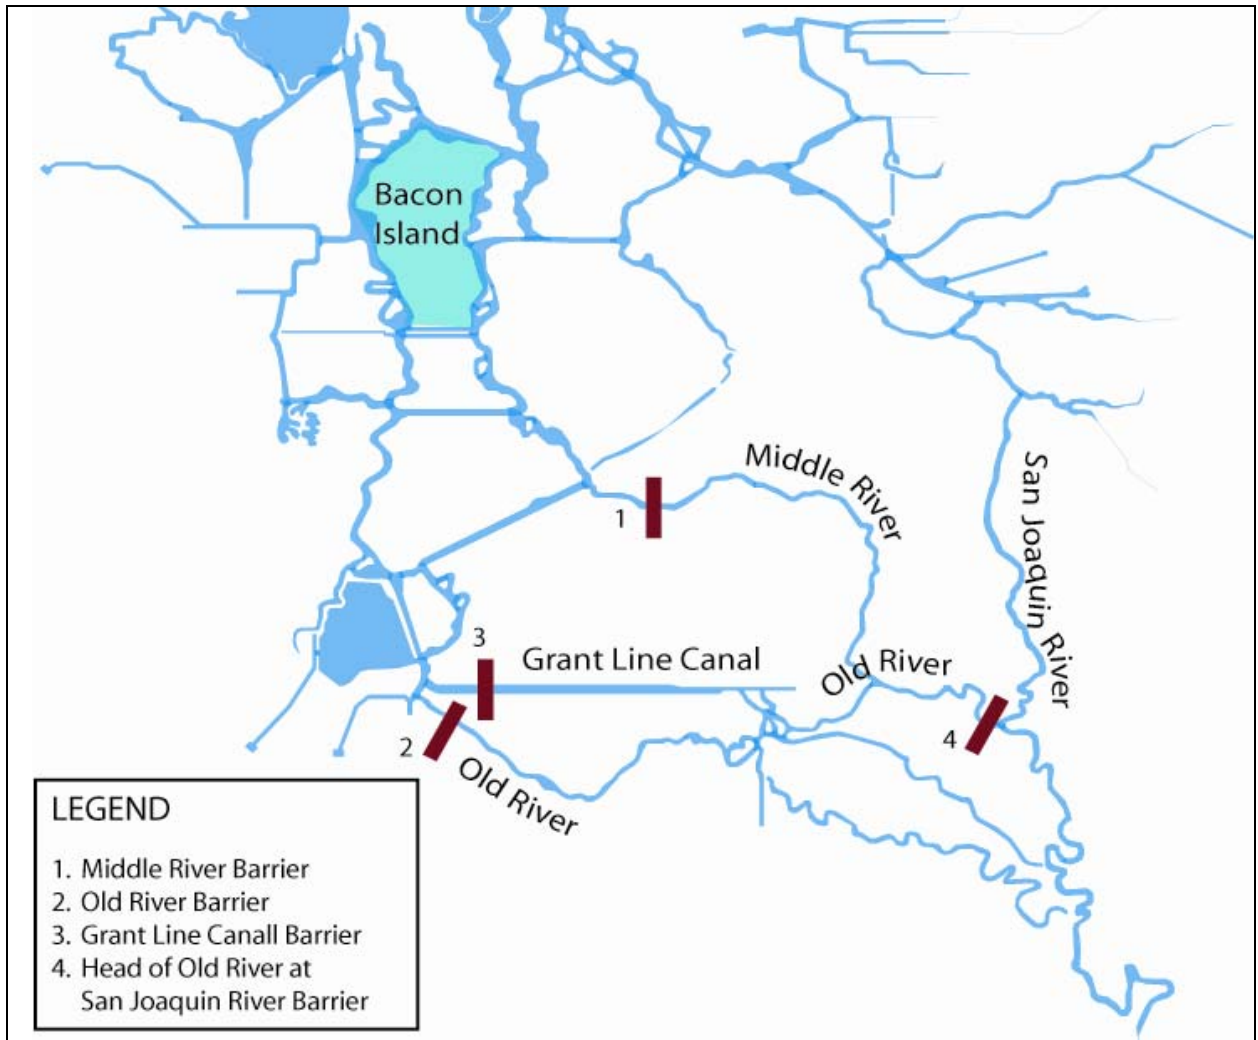 Bacon
Island
Middle River
San Joaquin River
1
3
Grant Line Canal
Old River
4
2
Old River
LEGEND
1. Middle River Barrier
2. Old River Barrier
3. Grant Line Canall Barrier
4. Head of Old River at
San Joaquin River Barrier